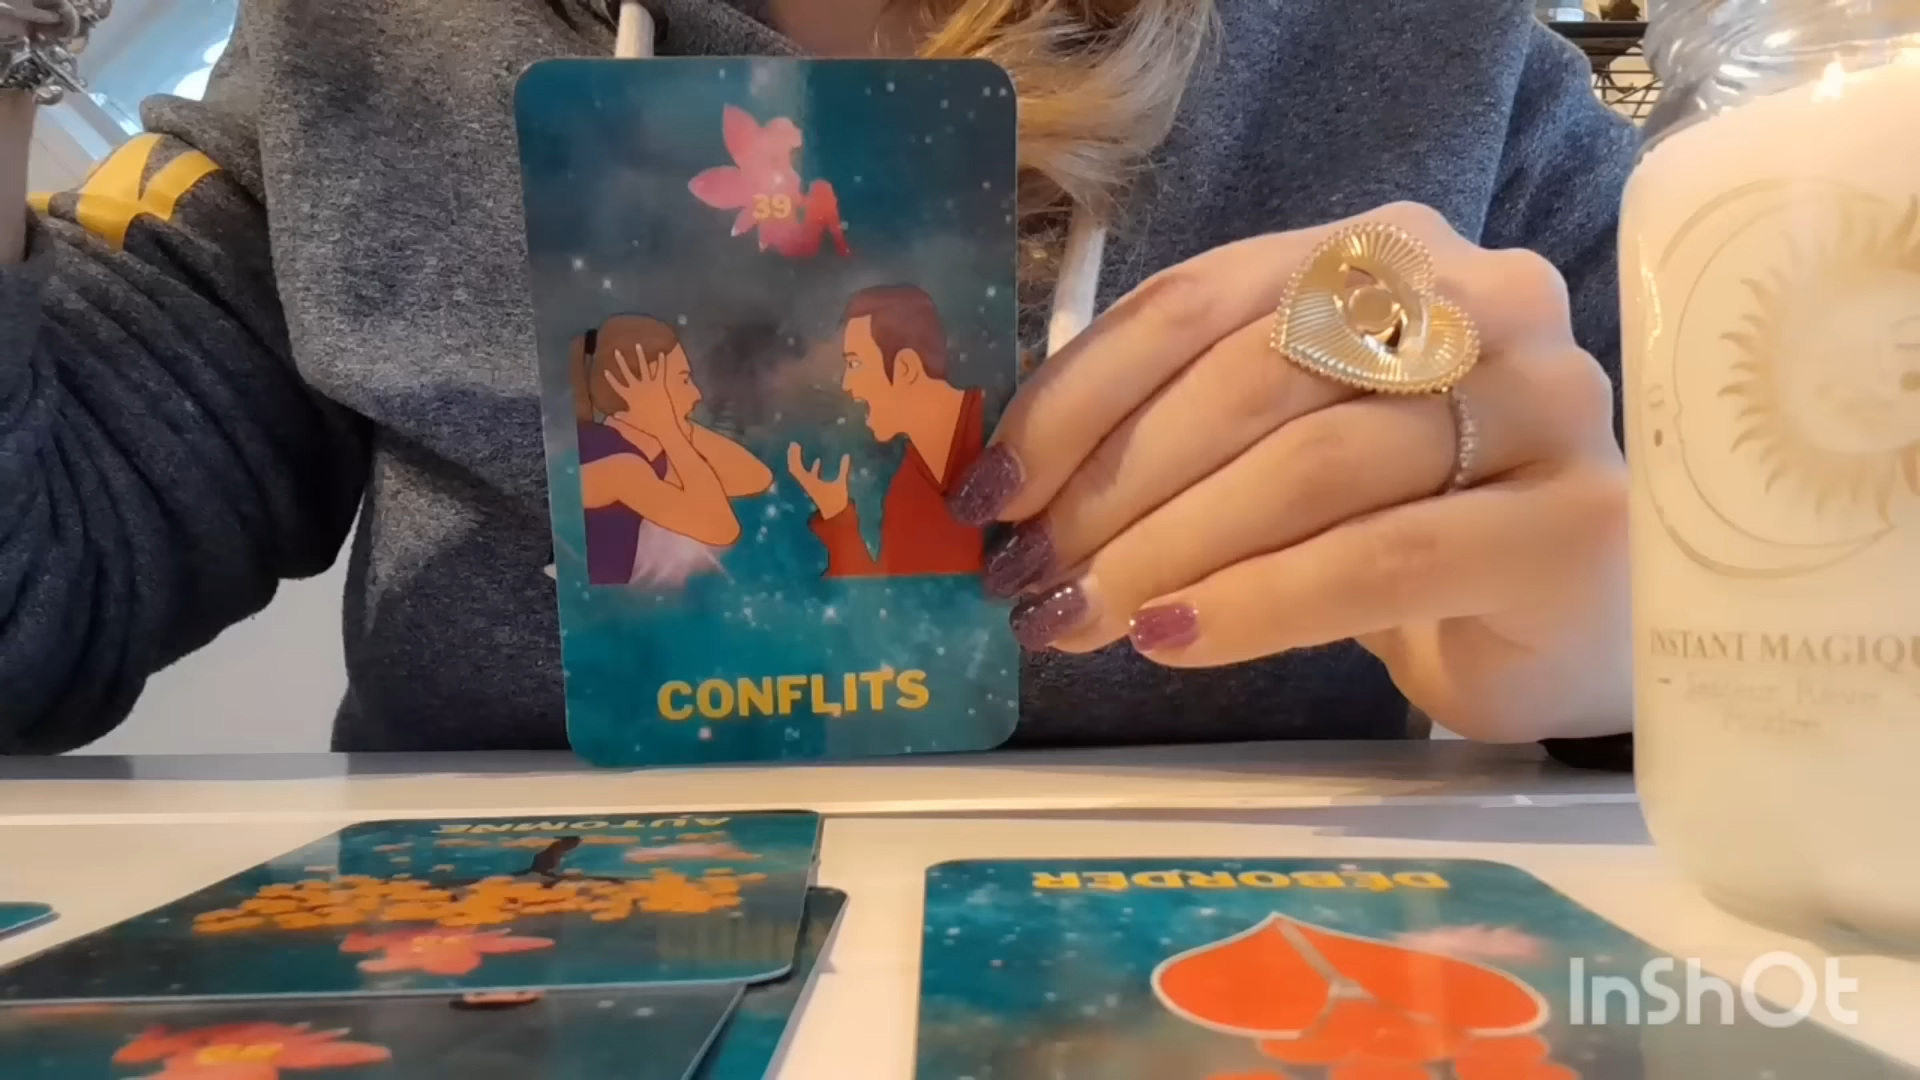 39
CONFLITS
INSTANT MAGIQU
AUTOMNE
DÉBORDER
InShOt